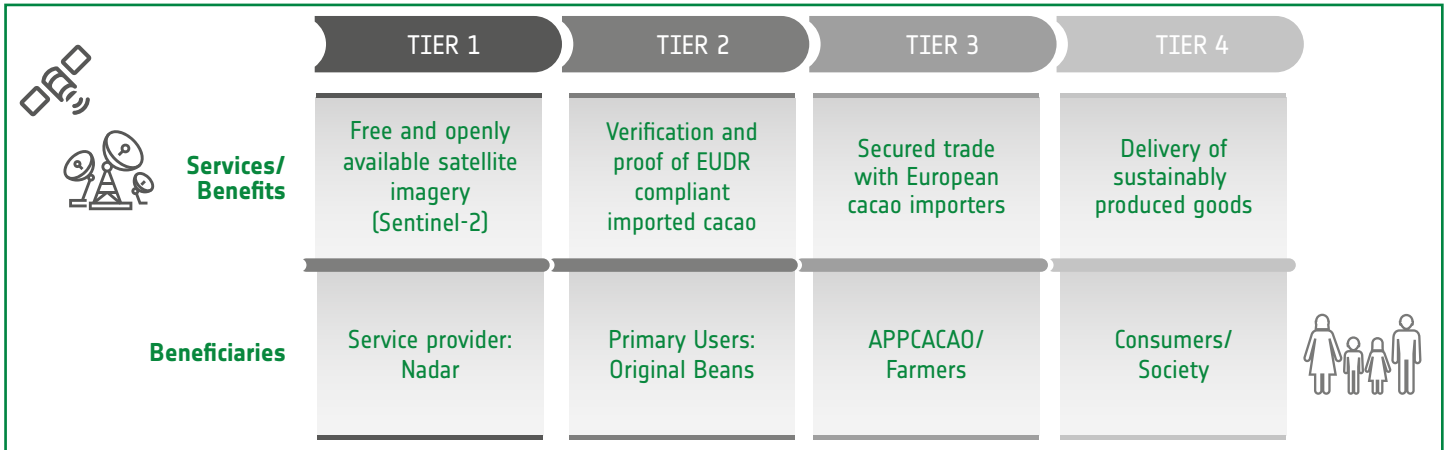 TIER 1
TIER 2
TIER 3
TIER 4
Services/
Benefits
Free and openly
available satellite
imagery
(Sentinel-2)
Verification and
proof of EUDR
compliant
imported cacao
Secured trade
with European
cacao importers
Delivery of
sustainably
produced goods
Beneficiaries
Service provider:
Nadar
Primary Users:
Original Beans
APPCACAO/
Farmers
Consumers/
Society